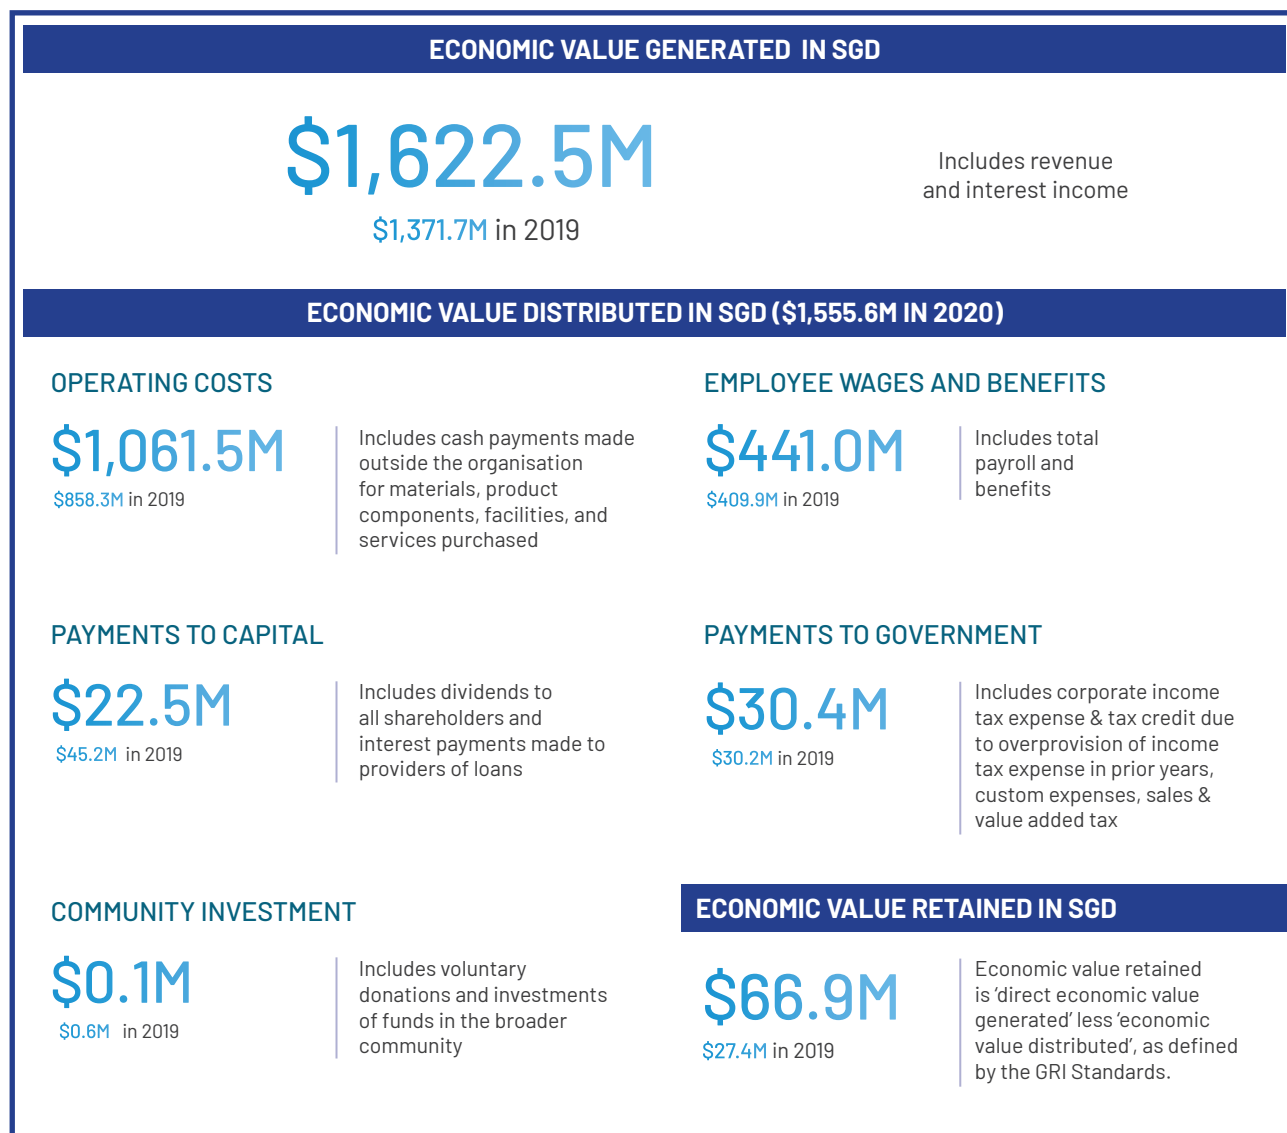 ECONOMIC VALUE GENERATED IN SGD
$1,622.5M
$1,371.7M in 2019
Includes revenue
and interest income
ECONOMIC VALUE DISTRIBUTED IN SGD ($1,555.6M IN 2020)
OPERATING COSTS
$1,061.5M
$858.3M in 2019
Includes cash payments made
outside the organisation
for materials, product
components, facilities, and
services purchased
EMPLOYEE WAGES AND BENEFITS
$441.0M
$409.9M in 2019
Includes total
payroll and
benefits
PAYMENTS TO CAPITAL
$22.5M
$45.2M in 2019
Includes dividends to
all shareholders and
interest payments made to
providers of loans
PAYMENTS TO GOVERNMENT
$30.4M
$30.2M in 2019
Includes corporate income
tax expense & tax credit due
to overprovision of income
tax expense in prior years,
custom expenses, sales &
value added tax
COMMUNITY INVESTMENT
$0.1M
$0.6M in 2019
Includes voluntary
donations and investments
of funds in the broader
community
ECONOMIC VALUE RETAINED IN SGD
$66.9M
$27.4M in 2019
Economic value retained
is ‘direct economic value
generated’ less ‘economic
value distributed’, as defined
by the GRI Standards.